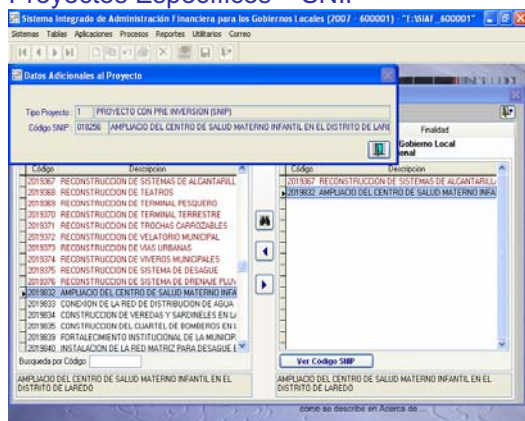 Proyectos Específicos – SNIP
Sistema Integrado de Administración Financiera para los Gobiernos Locales (2007 - 600001) - "F:\SIAF_600001"
Sistemas Tablas Aplicaciones Procesos Reportes Utilitarios Correo
Datos Adicionales al Proyecto
Tipo Proyecto : 1 PROYECTO CON PRE INVERSION (SNIP)
Código SNIP : 018256 AMPLIACIO DEL CENTRO DE SALUD MATERNO INFANTIL EN EL DISTRITO DE LARE
Finalidad
Gobierno Local
Código Descripcion
2019367 RECONSTRUCCION DE SISTEMAS DE ALCANTARILL
2019368 RECONSTRUCCION DE TEATROS
2019369 RECONSTRUCCION DE TERMINAL PESQUERO
2019370 RECONSTRUCCION DE TERMINAL TERRESTRE
2019371 RECONSTRUCCION DE TROCHAS CARROZABLES
2019372 RECONSTRUCCION DE VELATORIO MUNICIPAL
2019373 RECONSTRUCCION DE VIAS URBANAS
2019374 RECONSTRUCCION DE VIVEROS MUNICIPALES
2019375 RECONSTRUCCION DE SISTEMA DE DESAGUE
2019376 RECONSTRUCCION DE SISTEMA DE DRENAJE PLUV
2019832 AMPLIACIO DEL CENTRO DE SALUD MATERNO INFA
2019833 CONEXION DE LA RED DE DISTRIBUCION DE AGUA
2019834 CONSTRUCCION DE VEREDAS Y SARDINELES EN LA
2019835 CONSTRUCCION DEL CUARTEL DE BOMBEROS EN L
2019839 FORTALECIMIENTO INSTITUCIONAL DE LA MUNICIP
2019840 INSTALACION DE LA RED MATRIZ PARA DESAGUE E
Busqueda por Código
AMPLIACIO DEL CENTRO DE SALUD MATERNO INFANTIL EN EL
DISTRITO DE LAREDO
Código Descripcion
2019367 RECONSTRUCCION DE SISTEMAS DE ALCANTARILL
2019832 AMPLIACIO DEL CENTRO DE SALUD MATERNO INFA
Ver Código SNIP
AMPLIACIO DEL CENTRO DE SALUD MATERNO INFANTIL EN EL
DISTRITO DE LAREDO
como se describe en Acerca de ...